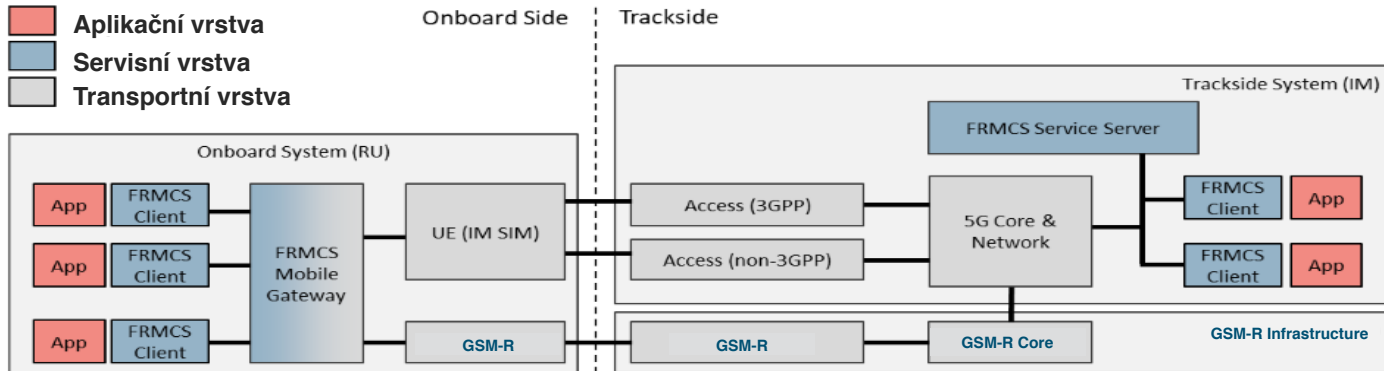 Aplikační vrstva
Servisní vrstva
Transportní vrstva
Onboard Side
Trackside
Onboard System (RU)
App
FRMCS
Client
App
FRMCS
Client
App
FRMCS
Client
FRMCS
Mobile
Gateway
UE (IM SIM)
GSM-R
Trackside System (IM)
FRMCS Service Server
Access (3GPP)
Access (non-3GPP)
5G Core &
Network
FRMCS
Client
App
FRMCS
Client
App
GSM-R
GSM-R Core
GSM-R Infrastructure